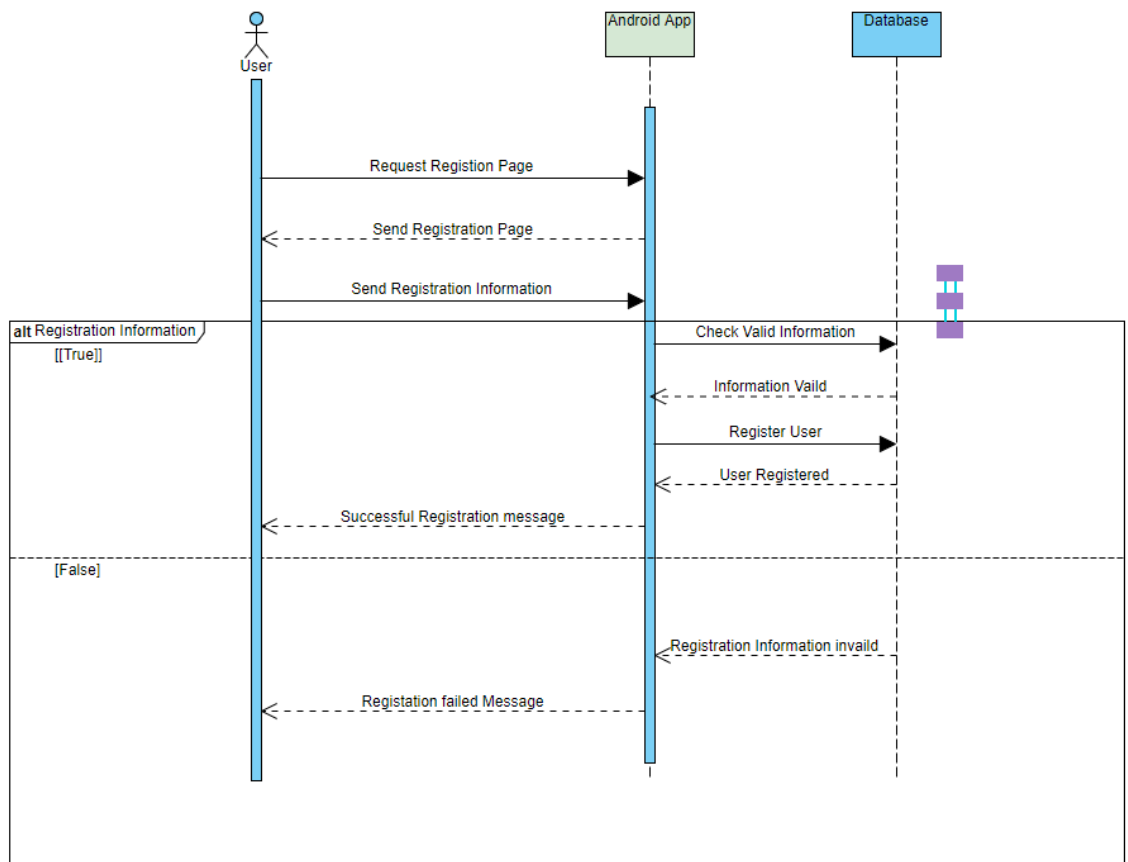 User
Android App
Database
Request Registion Page
Send Registration Page
Send Registration Information
alt Registration Information
[[True]]
Check Valid Information
Information Vaild
Register User
User Registered
Successful Registration message
[False]
Registration Information invaild
Registation failed Message